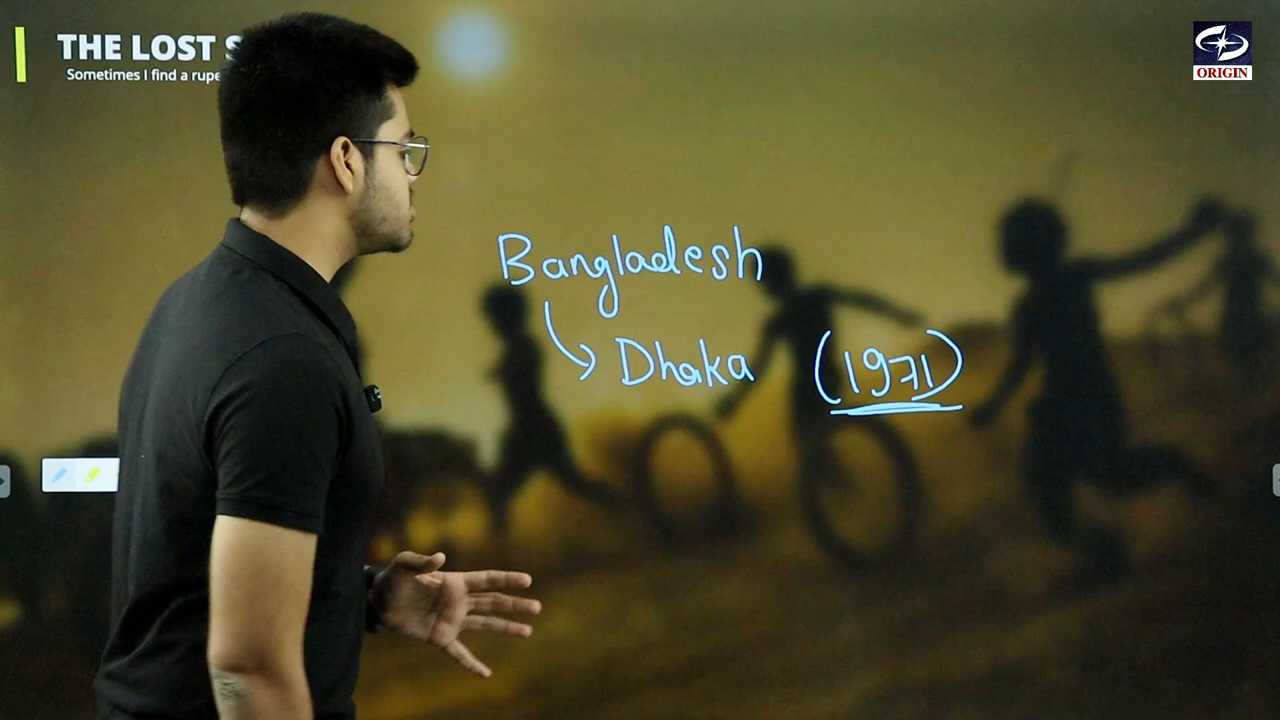 THE LOST S
Sometimes I find a rupe
ORIGIN
Bangladesh
Dhaka (1971)